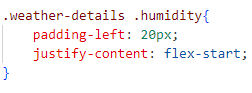 .weather-details .humidity{
    padding-left: 20px;
    justify-content: flex-start;
}